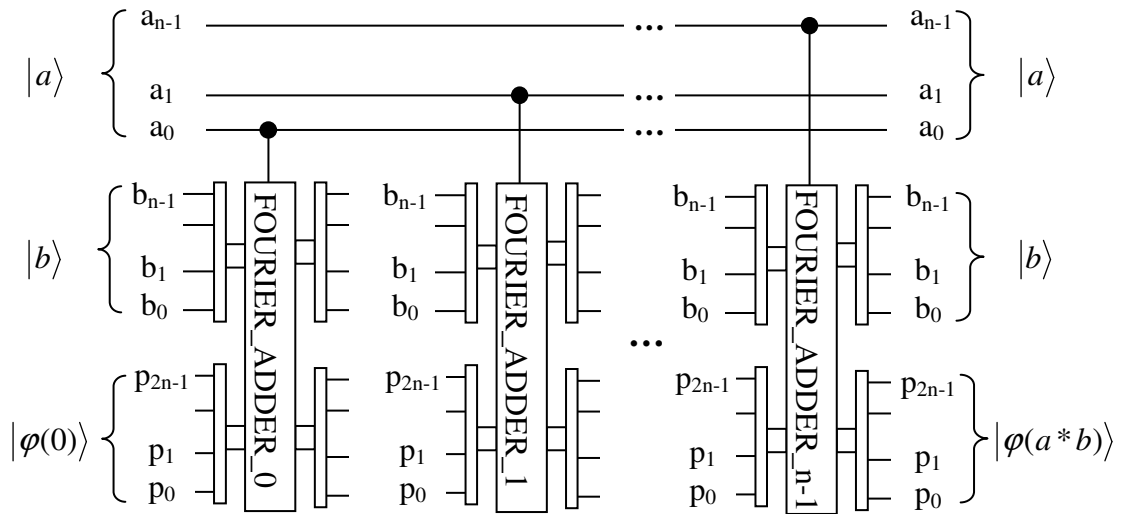 a_{n-1} ... a_{n-1}
|a⟩ |a⟩
a_1 ... a_1
a_0 ... a_0
b_{n-1} b_{n-1} b_{n-1} b_{n-1}
|b⟩ |b⟩
b_1 b_1 b_1 b_1
b_0 b_0 b_0 b_0
FOURIER_ADDER_0
FOURIER_ADDER_1
...
FOURIER_ADDER_n-1
p_{2n-1} p_{2n-1} p_{2n-1} p_{2n-1}
|φ(0)⟩ |φ(a*b)⟩
p_1 p_1 p_1 p_1
p_0 p_0 p_0 p_0